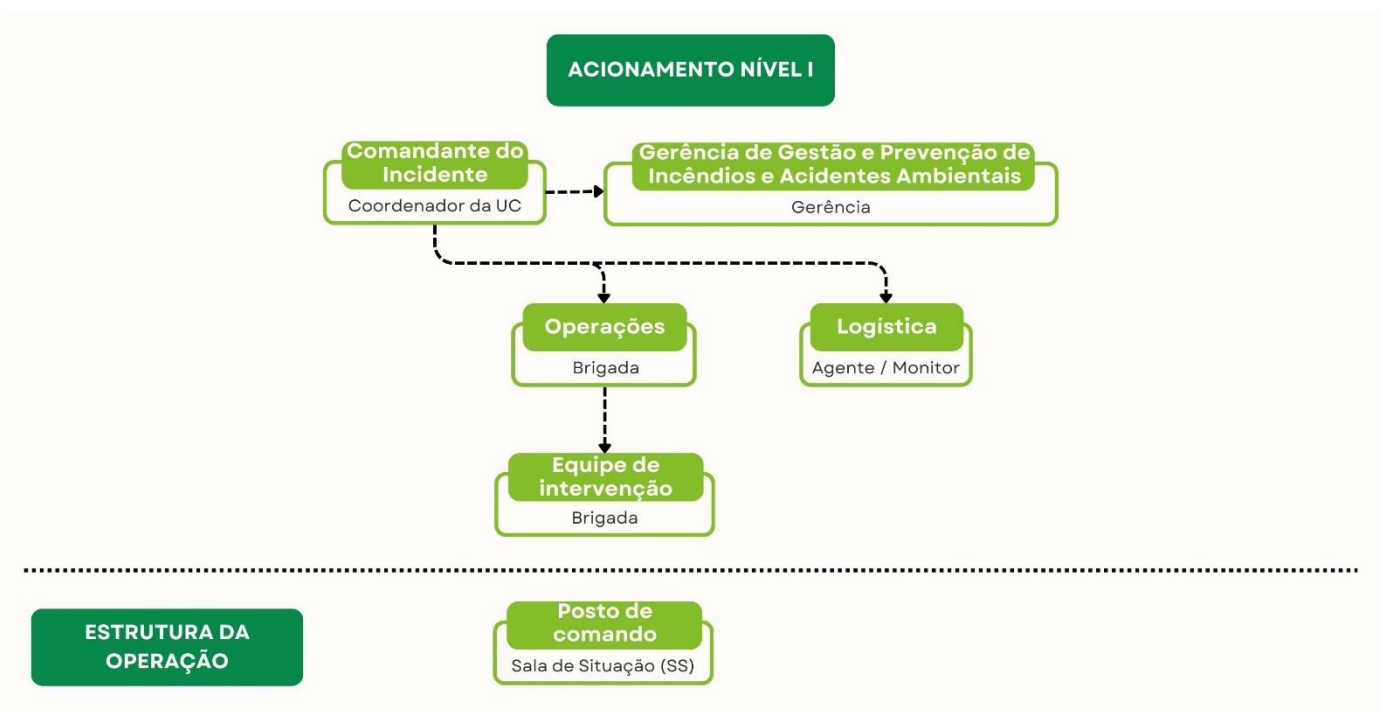 ACIONAMENTO NÍVEL I
Comandante do
Incidente
Coordenador da UC
Gerência de Gestão e Prevenção de
Incêndios e Acidentes Ambientais
Gerência
Operações
Brigada
Logística
Agente / Monitor
Equipe de
intervenção
Brigada
ESTRUTURA DA
OPERAÇÃO
Posto de
comando
Sala de Situação (SS)